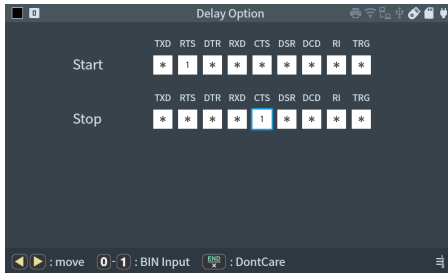 0 Delay Option
TXD RTS DTR RXD CTS DSR DCD RI TRG
Start * 1 * * * * * * *
TXD RTS DTR RXD CTS DSR DCD RI TRG
Stop * * * * 1 * * * *
: move 0-1 : BIN Input END × : DontCare